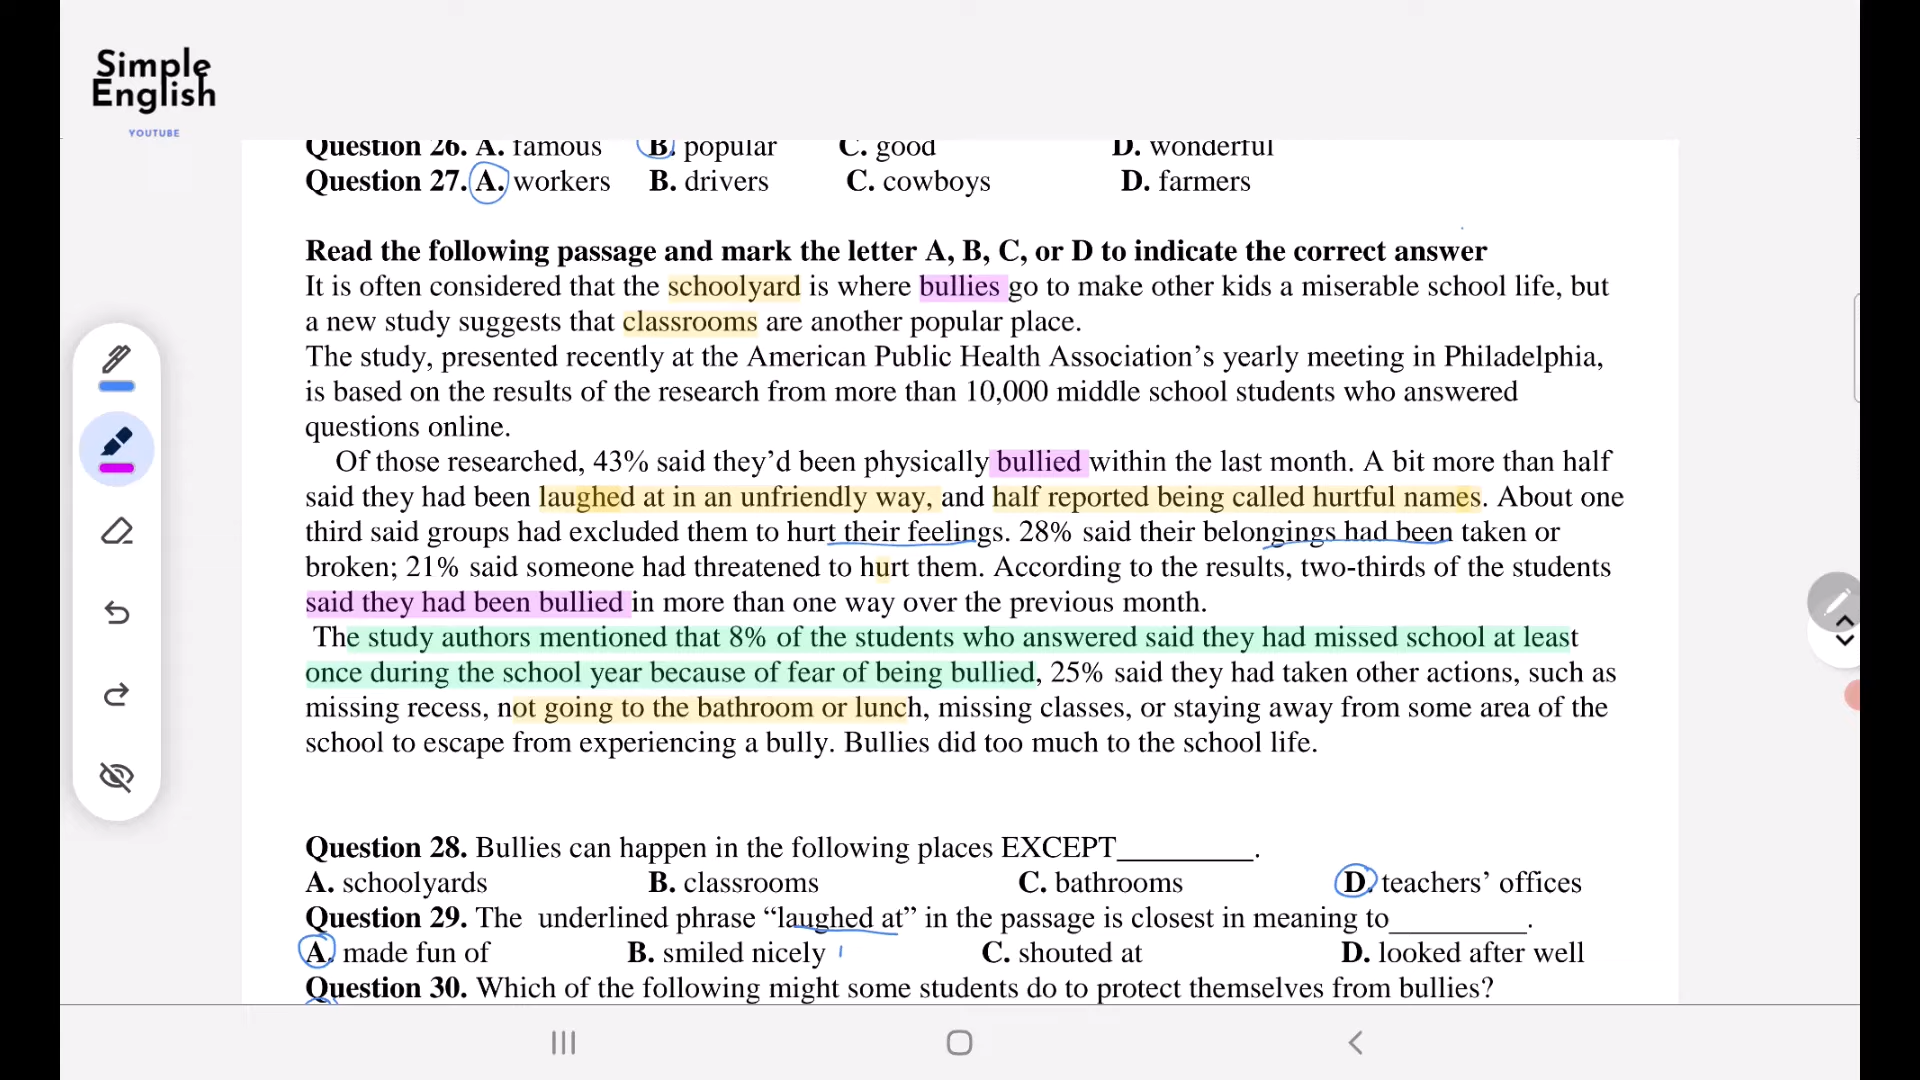 Simple
English
YOUTUBE
Question 26. A. famous B. popular C. good D. wonderful
Question 27. A. workers B. drivers C. cowboys D. farmers
Read the following passage and mark the letter A, B, C, or D to indicate the correct answer
It is often considered that the schoolyard is where bullies go to make other kids a miserable school life, but
a new study suggests that classrooms are another popular place.
The study, presented recently at the American Public Health Association’s yearly meeting in Philadelphia,
is based on the results of the research from more than 10,000 middle school students who answered
questions online.
Of those researched, 43% said they’d been physically bullied within the last month. A bit more than half
said they had been laughed at in an unfriendly way, and half reported being called hurtful names. About one
third said groups had excluded them to hurt their feelings. 28% said their belongings had been taken or
broken; 21% said someone had threatened to hurt them. According to the results, two-thirds of the students
said they had been bullied in more than one way over the previous month.
The study authors mentioned that 8% of the students who answered said they had missed school at least
once during the school year because of fear of being bullied, 25% said they had taken other actions, such as
missing recess, not going to the bathroom or lunch, missing classes, or staying away from some area of the
school to escape from experiencing a bully. Bullies did too much to the school life.
Question 28. Bullies can happen in the following places EXCEPT_________.
A. schoolyards B. classrooms C. bathrooms D. teachers’ offices
Question 29. The underlined phrase “laughed at” in the passage is closest in meaning to_________.
A. made fun of B. smiled nicely C. shouted at D. looked after well
Question 30. Which of the following might some students do to protect themselves from bullies?